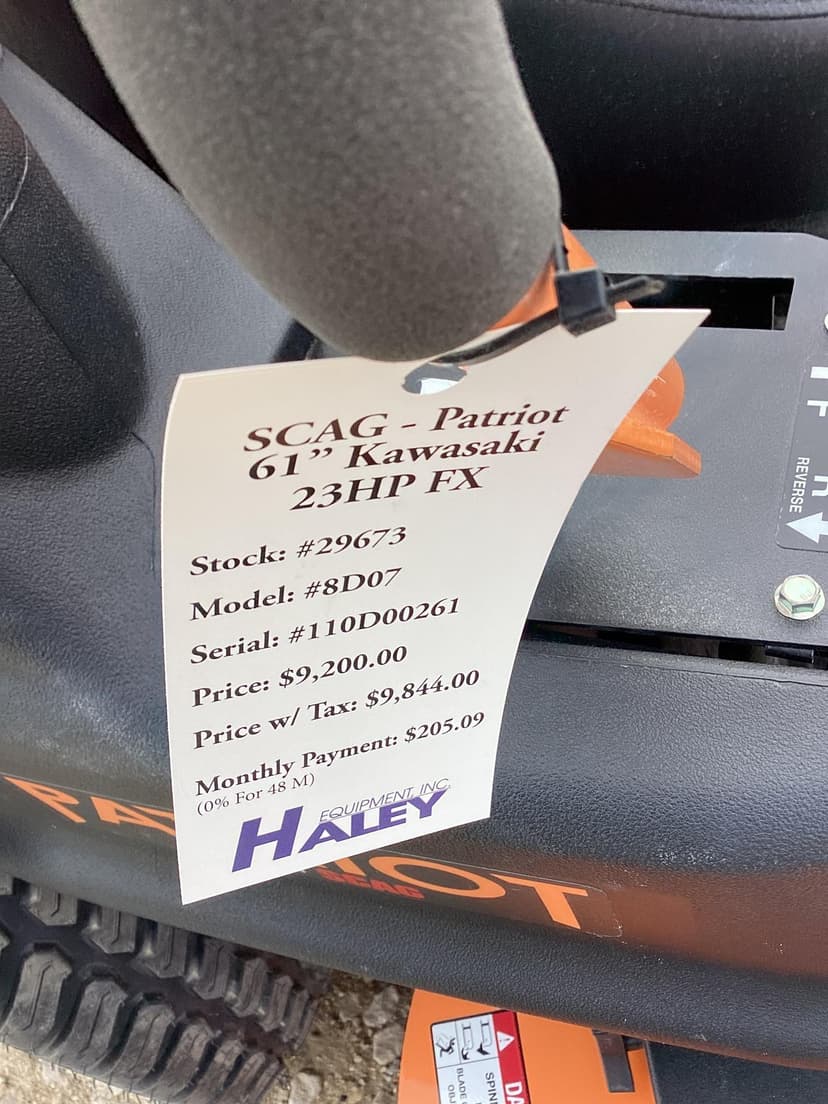 SCAG - Patriot
61” Kawasaki
23HP FX
Stock: #29673
Model: #8D07
Serial: #110D00261
Price: $9,200.00
Price w/ Tax: $9,844.00
Monthly Payment: $205.09
(0% For 48 M)
EQUIPMENT, INC.
HALEY
REVERSE
SCAG